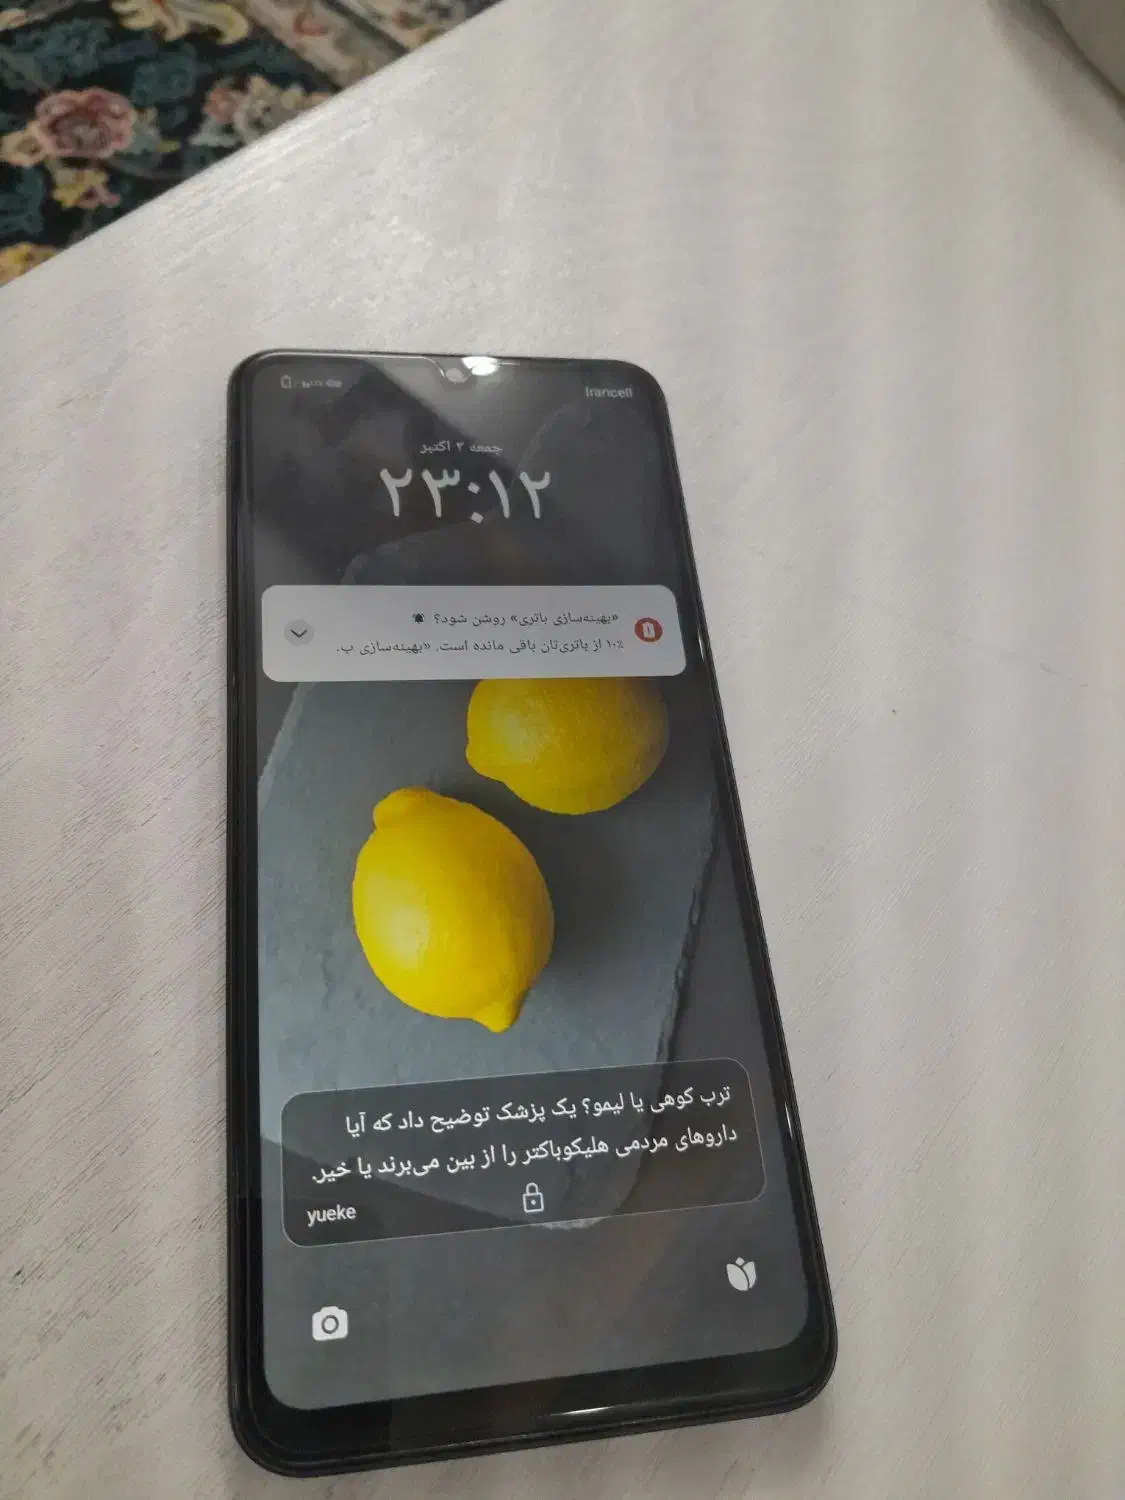 Irancell
جمعه ۳ اکتبر
۲۳:۱۲
«بهینه‌سازی باتری» روشن شود؟
۱۰٪ از باتری‌تان باقی مانده است. «بهینه‌سازی ب.
ترب کوهی یا لیمو؟ یک پزشک توضیح داد که آیا
داروهای مردمی هلیکوباکتر را از بین می‌برند یا خیر.
yueke